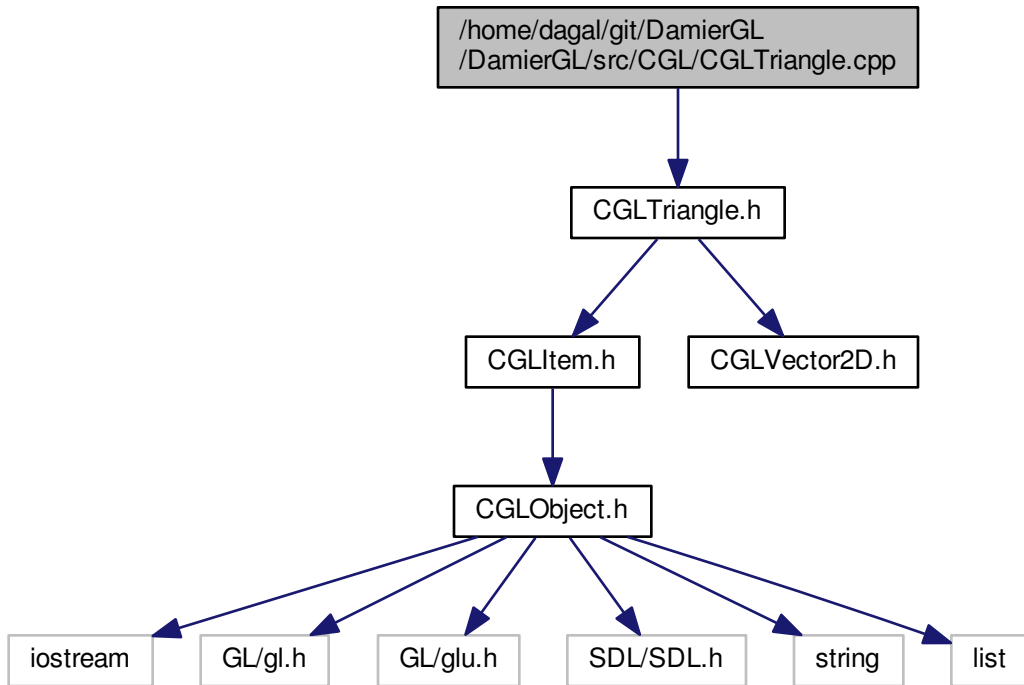 /home/dagal/git/DamierGL
/DamierGL/src/CGL/CGLTriangle.cpp
CGLTriangle.h
CGLItem.h
CGLVector2D.h
CGLObject.h
iostream
GL/gl.h
GL/glu.h
SDL/SDL.h
string
list